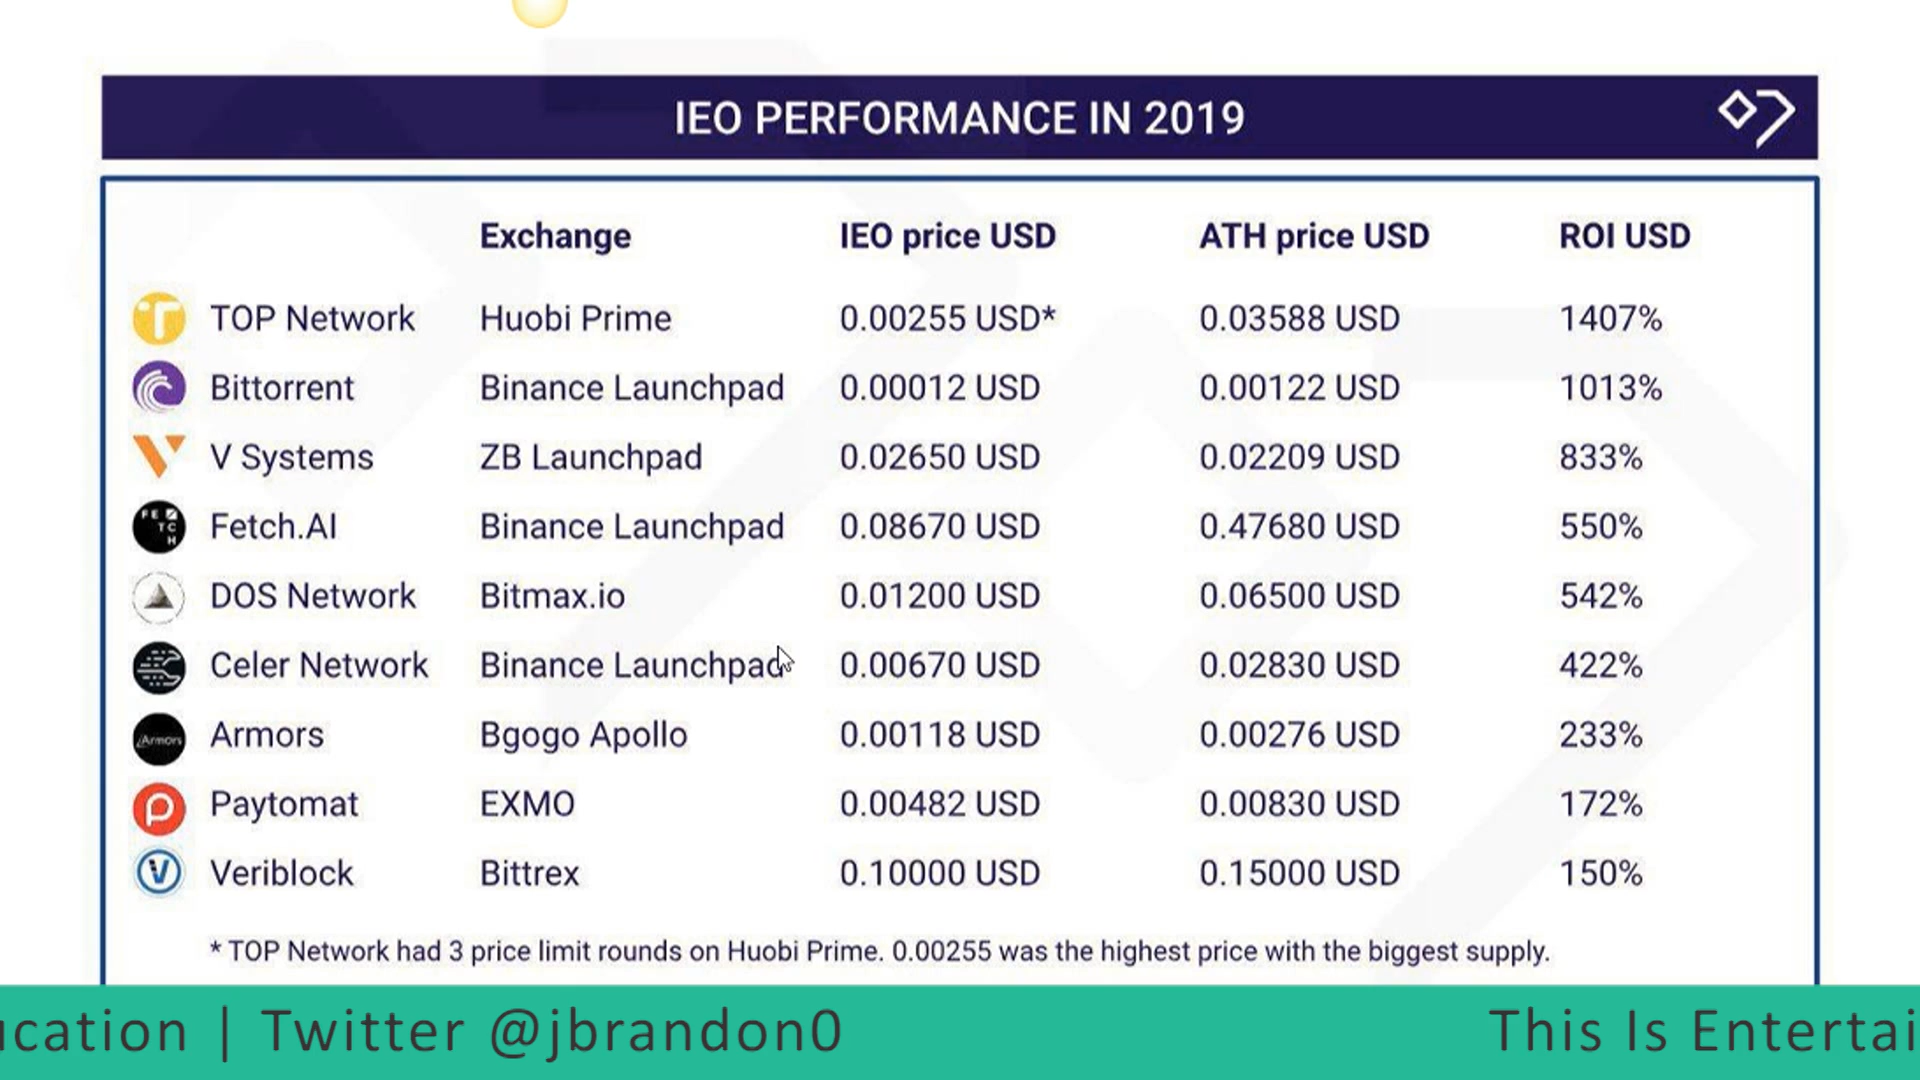 IEO PERFORMANCE IN 2019
Exchange IEO price USD ATH price USD ROI USD
TOP Network Huobi Prime 0.00255 USD* 0.03588 USD 1407%
Bittorrent Binance Launchpad 0.00012 USD 0.00122 USD 1013%
V Systems ZB Launchpad 0.02650 USD 0.02209 USD 833%
FE TC H Fetch.AI Binance Launchpad 0.08670 USD 0.47680 USD 550%
DOS Network Bitmax.io 0.01200 USD 0.06500 USD 542%
Celer Network Binance Launchpad 0.00670 USD 0.02830 USD 422%
Armors Armors Bgogo Apollo 0.00118 USD 0.00276 USD 233%
Paytomat EXMO 0.00482 USD 0.00830 USD 172%
Veriblock Bittrex 0.10000 USD 0.15000 USD 150%
* TOP Network had 3 price limit rounds on Huobi Prime. 0.00255 was the highest price with the biggest supply.
ucation | Twitter @jbrandon0 This Is Entertai